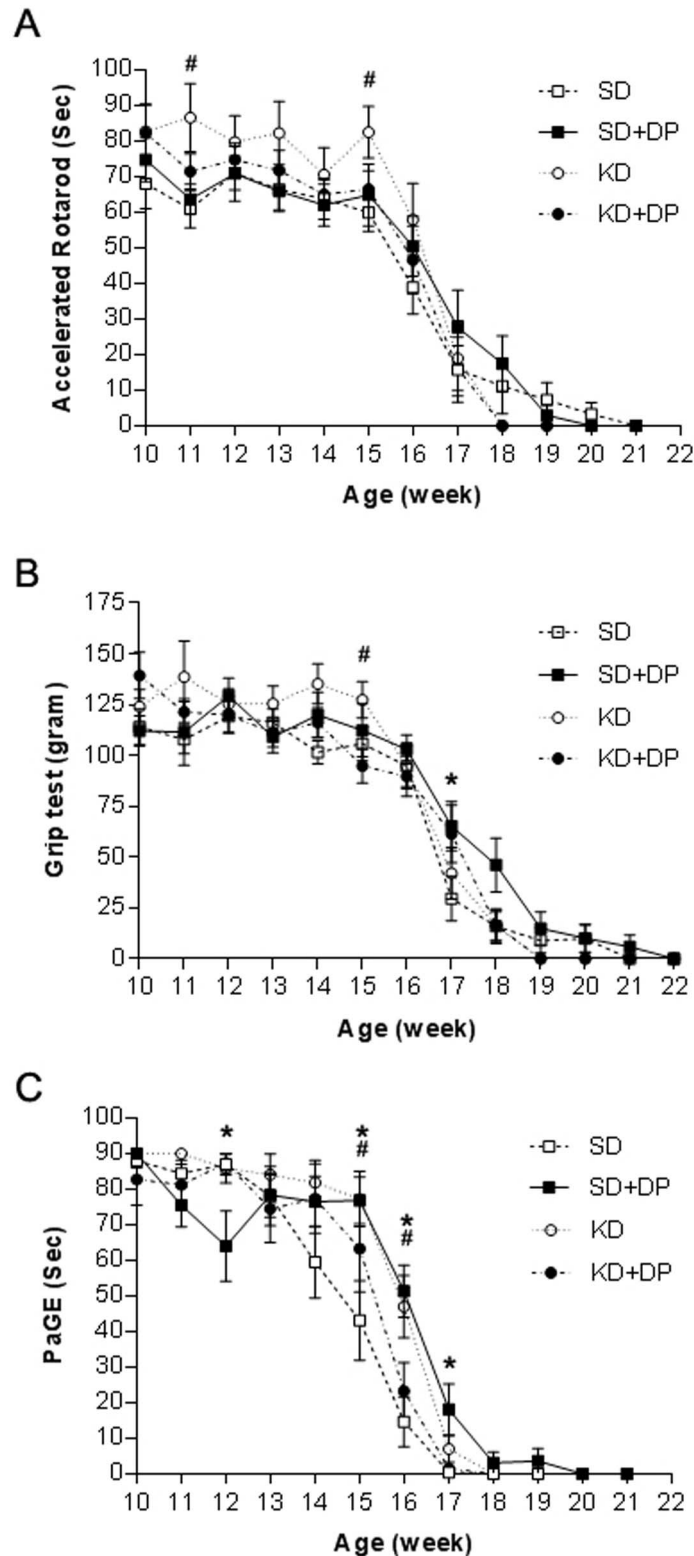 A
#
#
100
90
80
70
60
50
40
30
20
10
0
Accelerated Rotarod (Sec)
10 11 12 13 14 15 16 17 18 19 20 21 22
Age (week)
SD
SD+DP
KD
KD+DP
B
#
*
175
150
125
100
75
50
25
0
Grip test (gram)
10 11 12 13 14 15 16 17 18 19 20 21 22
Age (week)
SD
SD+DP
KD
KD+DP
C
*
*
#
*
#
*
100
90
80
70
60
50
40
30
20
10
0
PaGE (Sec)
10 11 12 13 14 15 16 17 18 19 20 21 22
Age (week)
SD
SD+DP
KD
KD+DP